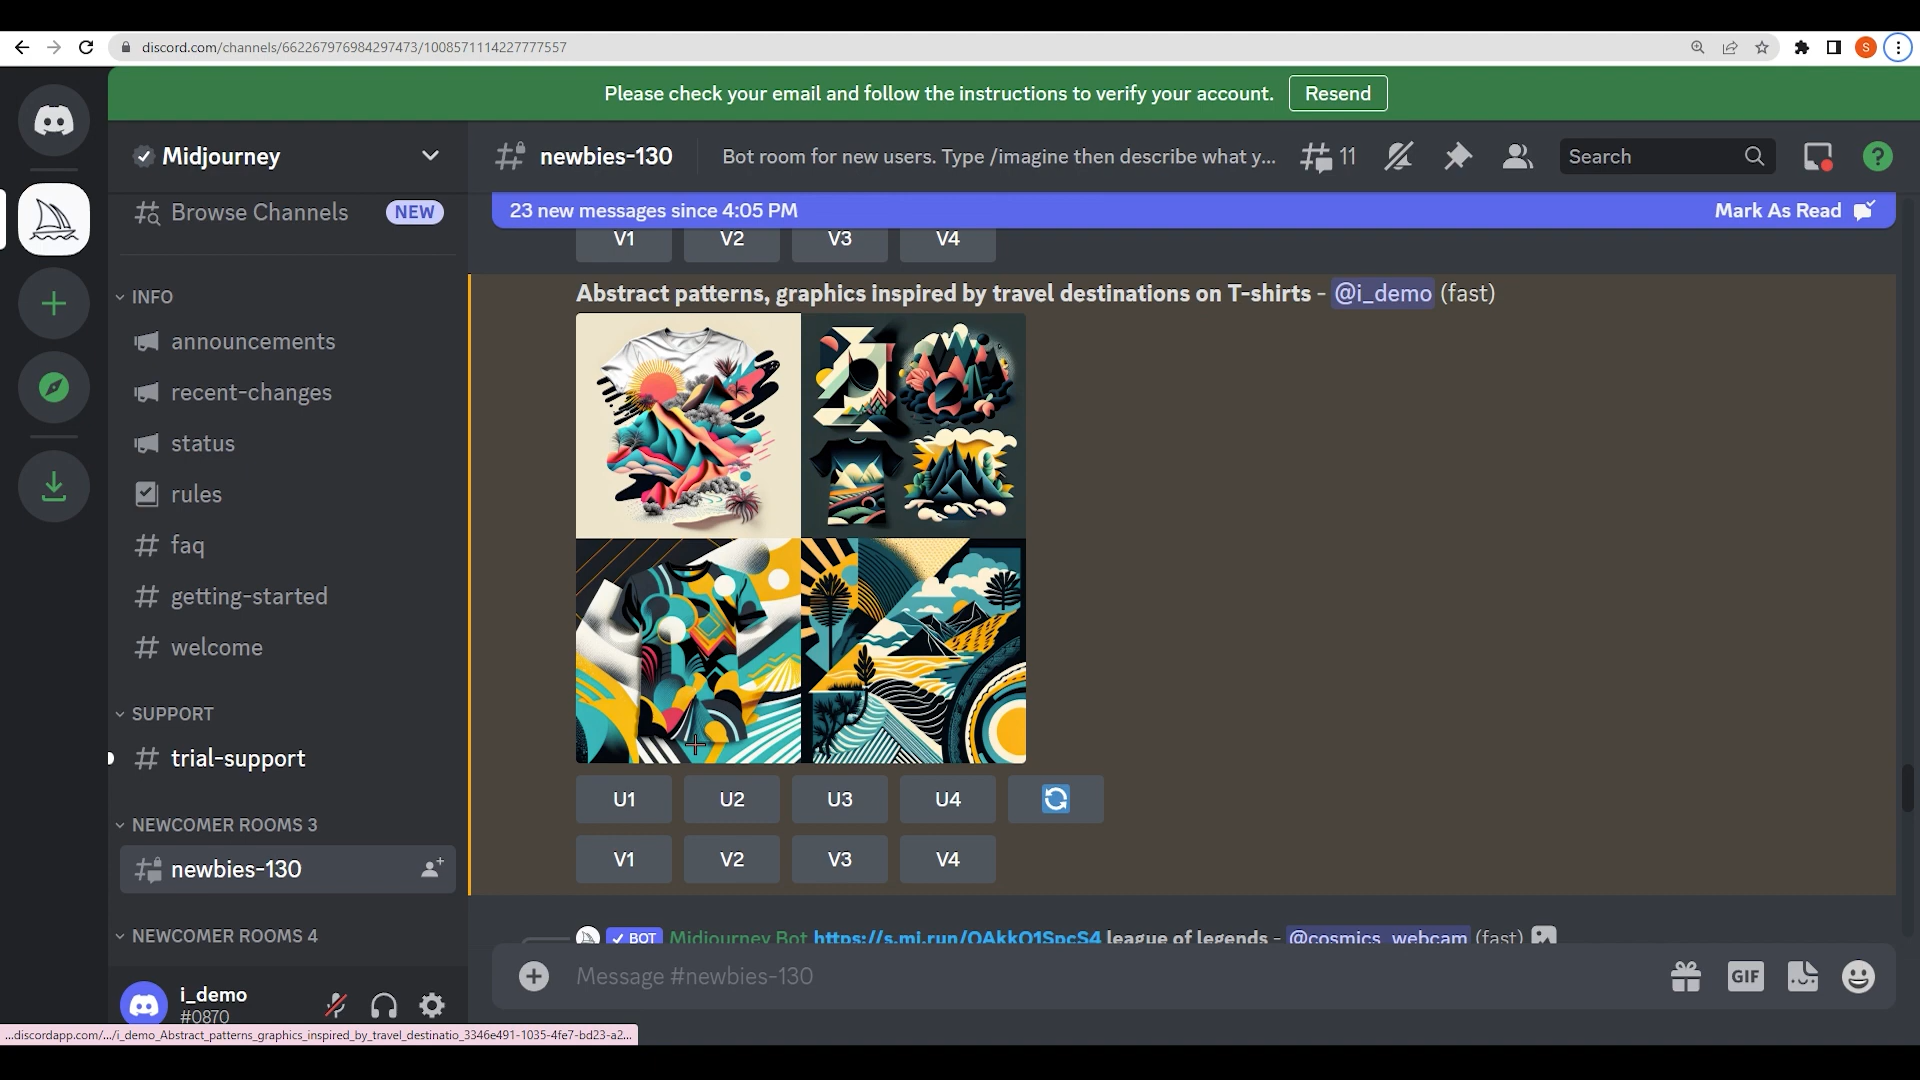 discord.com/channels/662267976984297473/1008571114227777557
S
Please check your email and follow the instructions to verify your account.
Resend
Midjourney
newbies-130
Bot room for new users. Type /imagine then describe what y...
11
Search
Browse Channels
NEW
23 new messages since 4:05 PM
Mark As Read
V1 V2 V3 V4
INFO
announcements
recent-changes
status
rules
faq
getting-started
welcome
SUPPORT
trial-support
NEWCOMER ROOMS 3
newbies-130
NEWCOMER ROOMS 4
Abstract patterns, graphics inspired by travel destinations on T-shirts - @i_demo (fast)
U1 U2 U3 U4
V1 V2 V3 V4
BOT Midjourney Bot https://s.mj.run/OAkkO1SpcS4 league of legends - @cosmics_webcam (fast)
Message #newbies-130
GIF
i_demo
#0870
...discordapp.com/.../i_demo_Abstract_patterns_graphics_inspired_by_travel_destinatio_3346e491-1035-4fe7-bd23-a2...